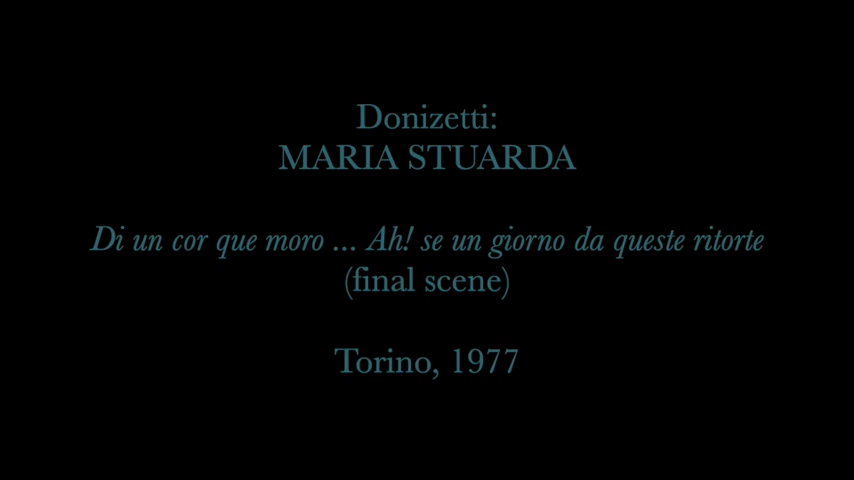 Donizetti:
MARIA STUARDA
Di un cor que moro ... Ah! se un giorno da queste ritorte
(final scene)
Torino, 1977